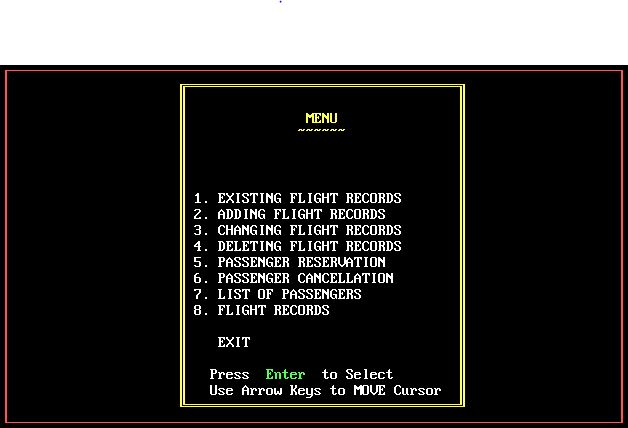 MENU
~~~~~~
1. EXISTING FLIGHT RECORDS
2. ADDING FLIGHT RECORDS
3. CHANGING FLIGHT RECORDS
4. DELETING FLIGHT RECORDS
5. PASSENGER RESERVATION
6. PASSENGER CANCELLATION
7. LIST OF PASSENGERS
8. FLIGHT RECORDS
EXIT
Press Enter to Select
Use Arrow Keys to MOVE Cursor